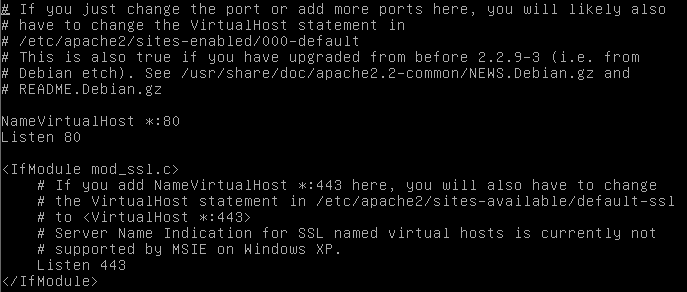 # If you just change the port or add more ports here, you will likely also
# have to change the VirtualHost statement in
# /etc/apache2/sites-enabled/000-default
# This is also true if you have upgraded from before 2.2.9-3 (i.e. from
# Debian etch). See /usr/share/doc/apache2.2-common/NEWS.Debian.gz and
# README.Debian.gz
NameVirtualHost *:80
Listen 80
<IfModule mod_ssl.c>
# If you add NameVirtualHost *:443 here, you will also have to change
# the VirtualHost statement in /etc/apache2/sites-available/default-ssl
# to <VirtualHost *:443>
# Server Name Indication for SSL named virtual hosts is currently not
# supported by MSIE on Windows XP.
Listen 443
</IfModule>